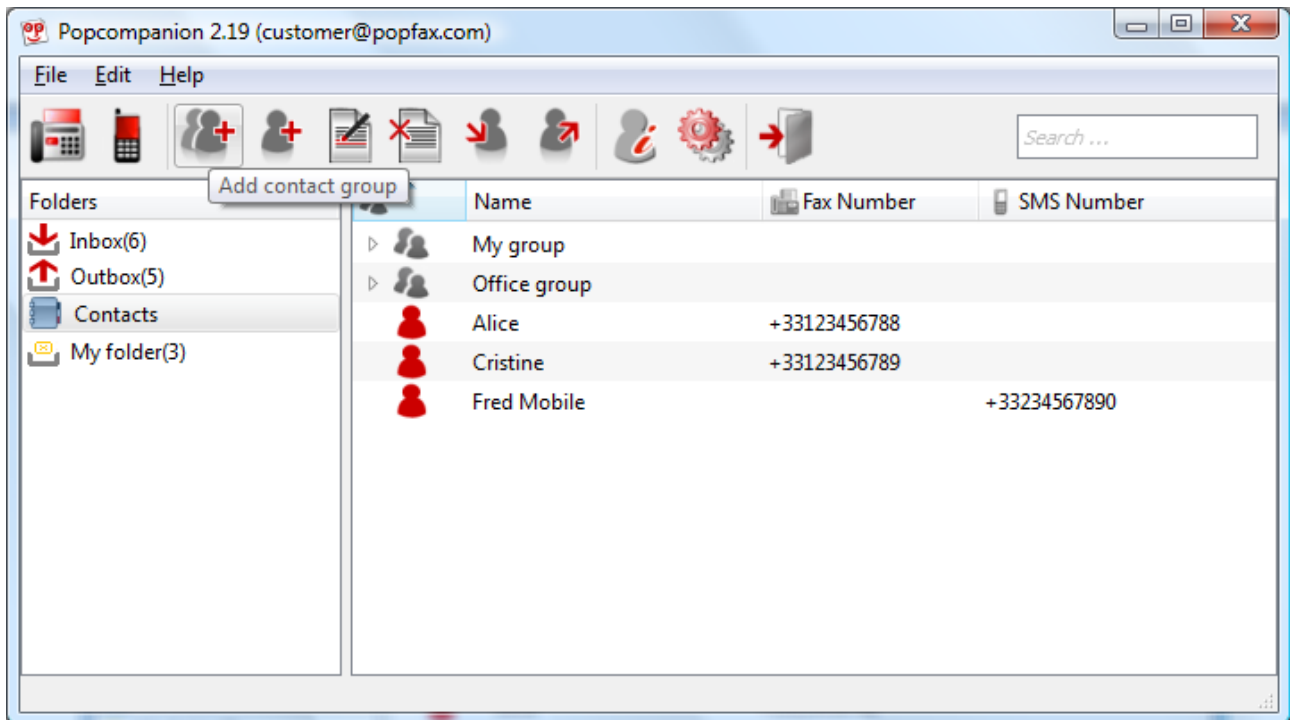 Popcompanion 2.19 (customer@popfax.com)
File Edit Help
Search ...
Add contact group
Folders
Name Fax Number SMS Number
Inbox(6)
Outbox(5)
Contacts
My folder(3)
My group
Office group
Alice +33123456788
Cristine +33123456789
Fred Mobile +33234567890